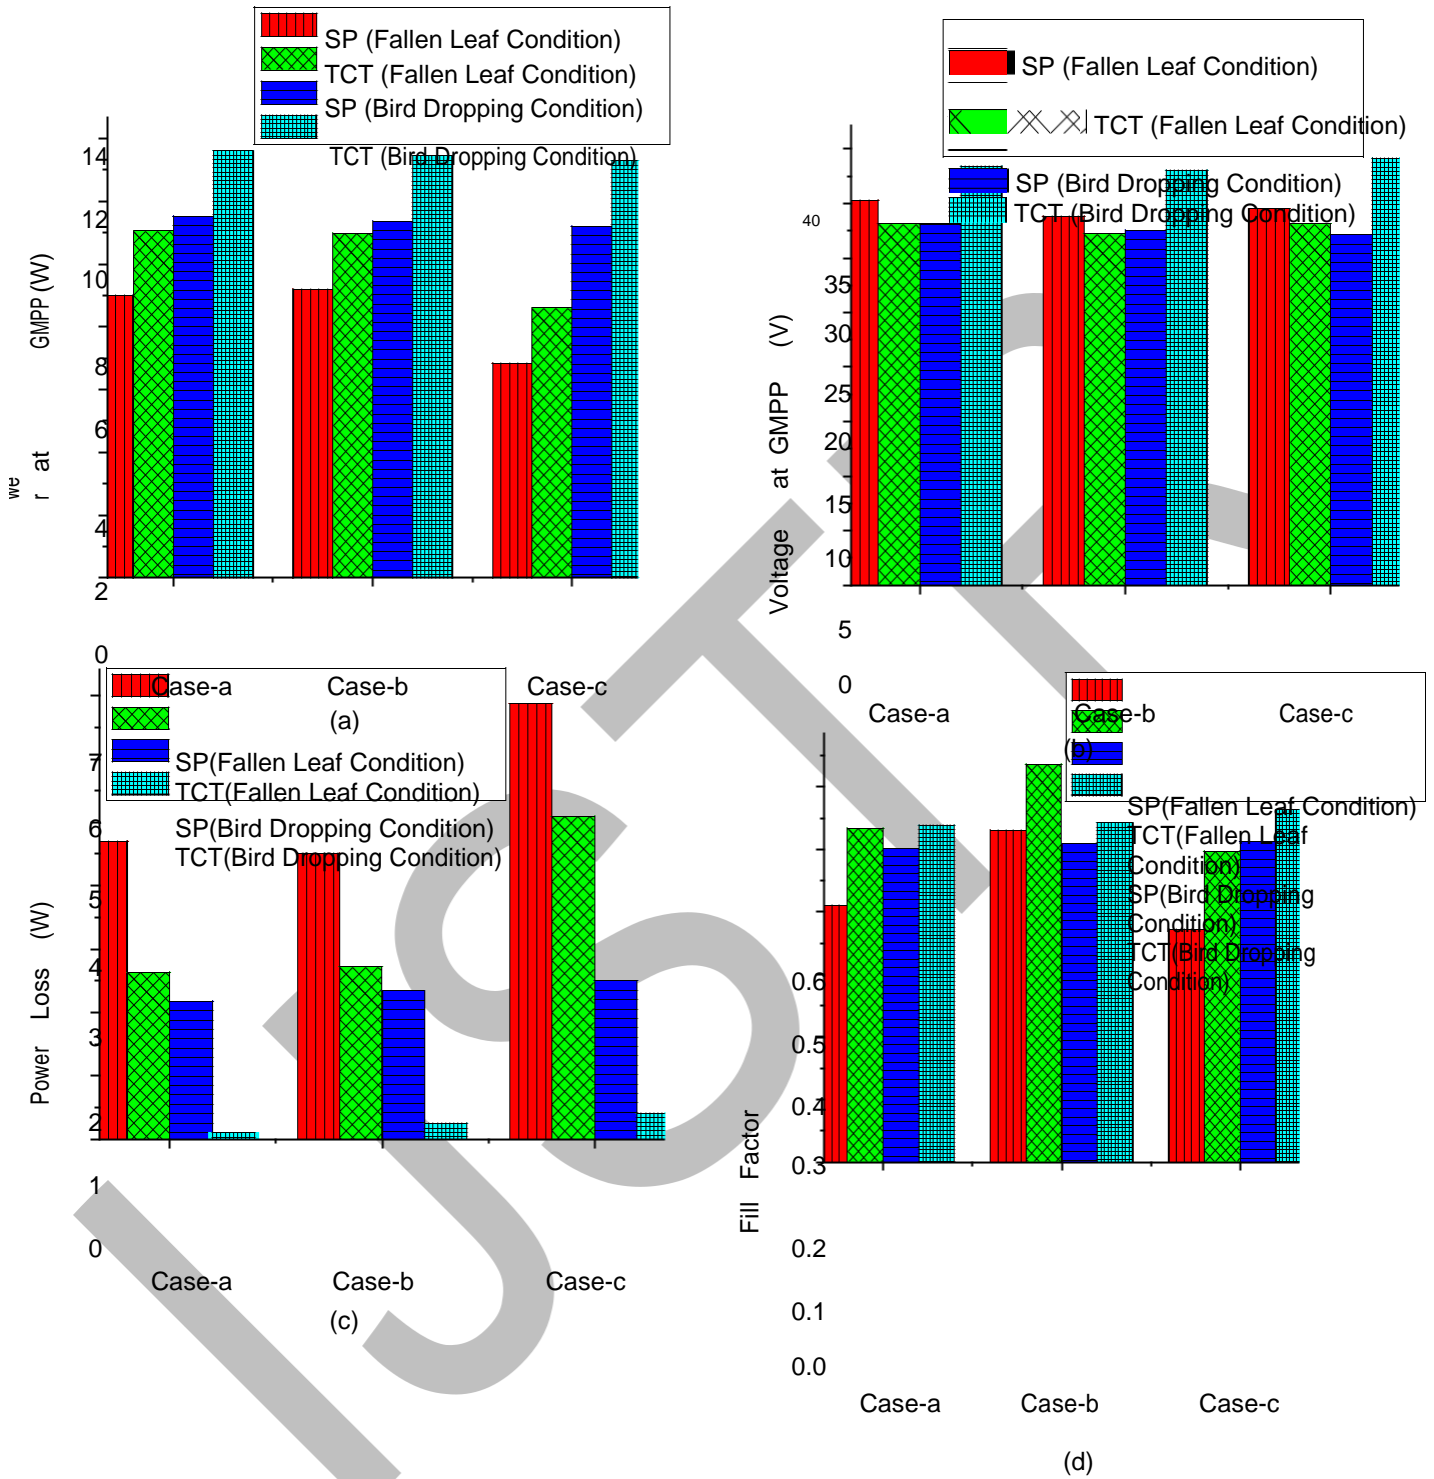 SP (Fallen Leaf Condition)
TCT (Fallen Leaf Condition)
SP (Bird Dropping Condition)
TCT (Bird Dropping Condition)
14
12
10
8
6
4
2
0
we
r at GMPP (W)
Case-a Case-b Case-c
(a)
SP (Fallen Leaf Condition)
TCT (Fallen Leaf Condition)
SP (Bird Dropping Condition)
TCT (Bird Dropping Condition)
40
35
30
25
20
15
10
5
0
Voltage at GMPP (V)
Case-a Case-b Case-c
(b)
SP(Fallen Leaf Condition)
TCT(Fallen Leaf Condition)
SP(Bird Dropping Condition)
TCT(Bird Dropping Condition)
7
6
5
4
3
2
1
0
Power Loss (W)
Case-a Case-b Case-c
(c)
SP(Fallen Leaf Condition)
TCT(Fallen Leaf
Condition)
SP(Bird Dropping
Condition)
TCT(Bird Dropping
Condition)
0.6
0.5
0.4
0.3
0.2
0.1
0.0
Fill Factor
Case-a Case-b Case-c
(d)